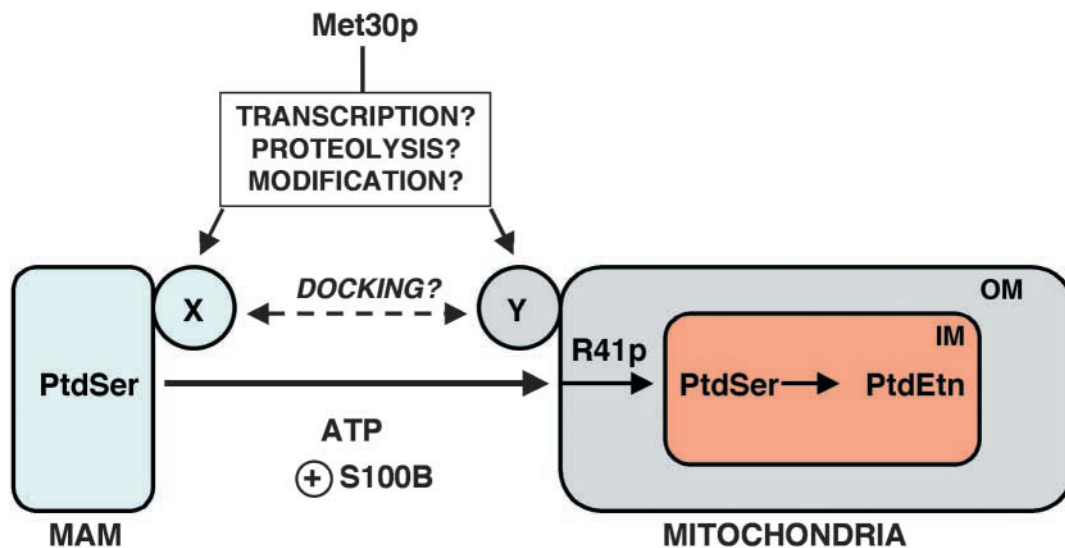 Met30p
TRANSCRIPTION?
PROTEOLYSIS?
MODIFICATION?
X
DOCKING?
Y
OM
IM
R41p
PtdSer
PtdSer
PtdEtn
ATP
+ S100B
MAM
MITOCHONDRIA